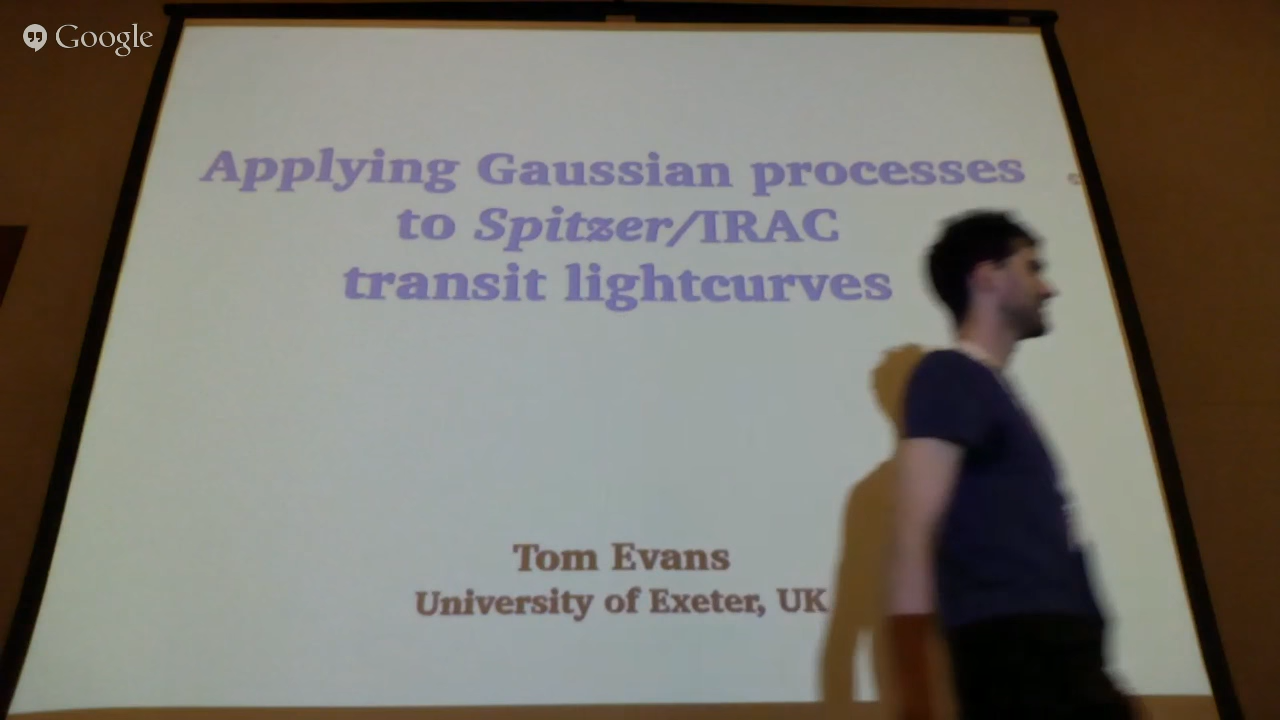 Google
Applying Gaussian processes
to Spitzer/IRAC
transit lightcurves
Tom Evans
University of Exeter, UK